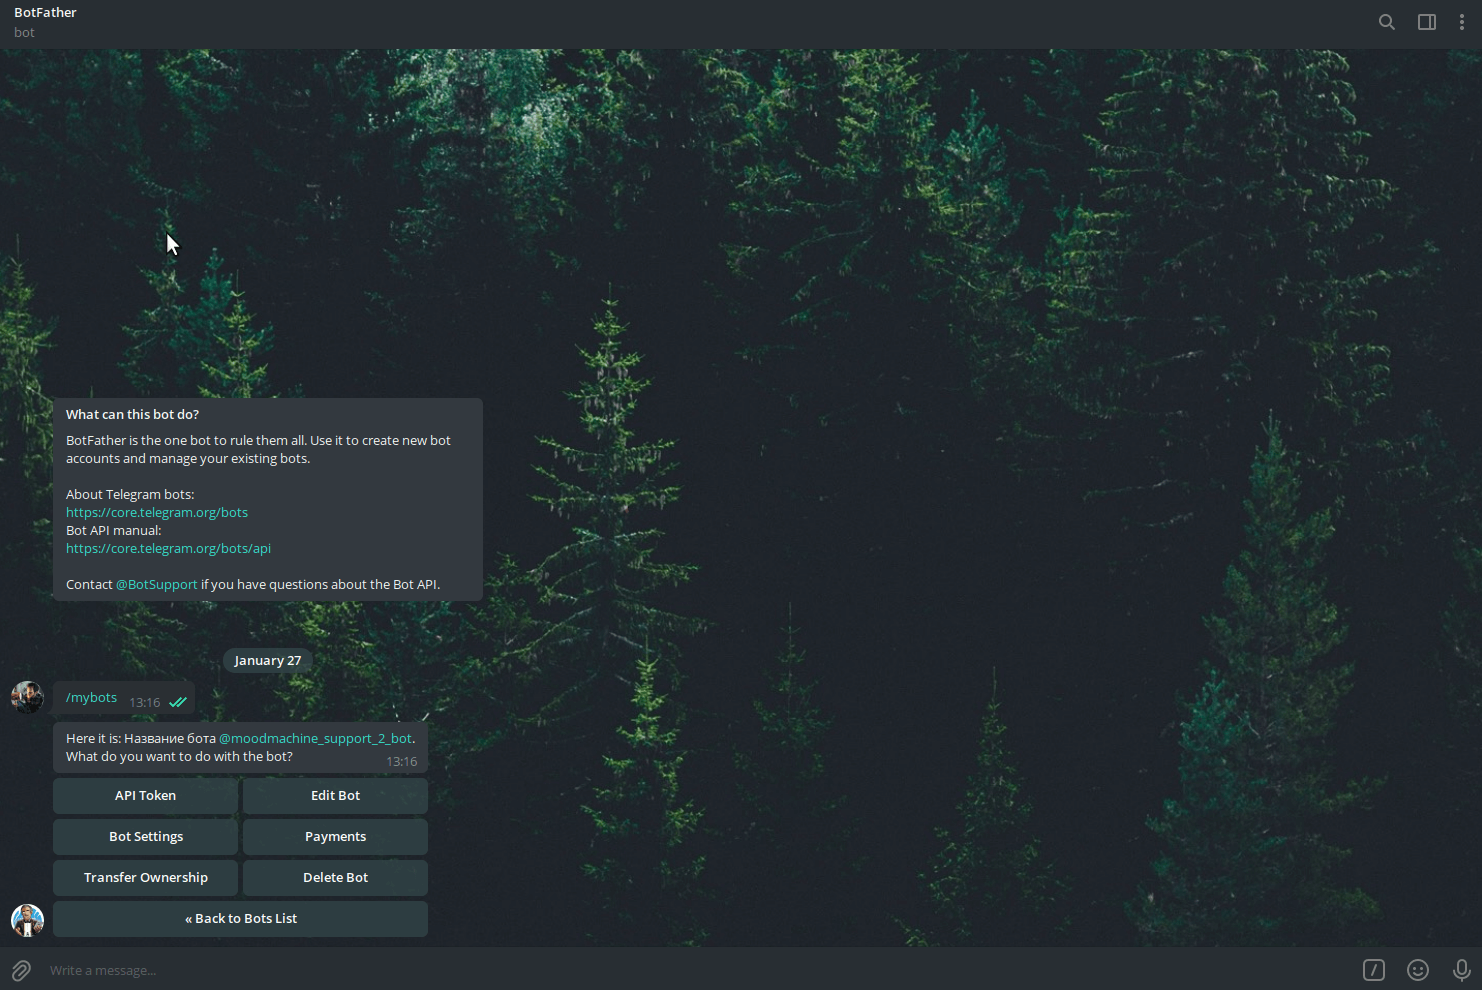 BotFather
bot
What can this bot do?
BotFather is the one bot to rule them all. Use it to create new bot
accounts and manage your existing bots.
About Telegram bots:
https://core.telegram.org/bots
Bot API manual:
https://core.telegram.org/bots/api
Contact @BotSupport if you have questions about the Bot API.
January 27
/mybots 13:16
Here it is: Название бота @moodmachine_support_2_bot.
What do you want to do with the bot?
13:16
API Token
Edit Bot
Bot Settings
Payments
Transfer Ownership
Delete Bot
« Back to Bots List
Write a message...